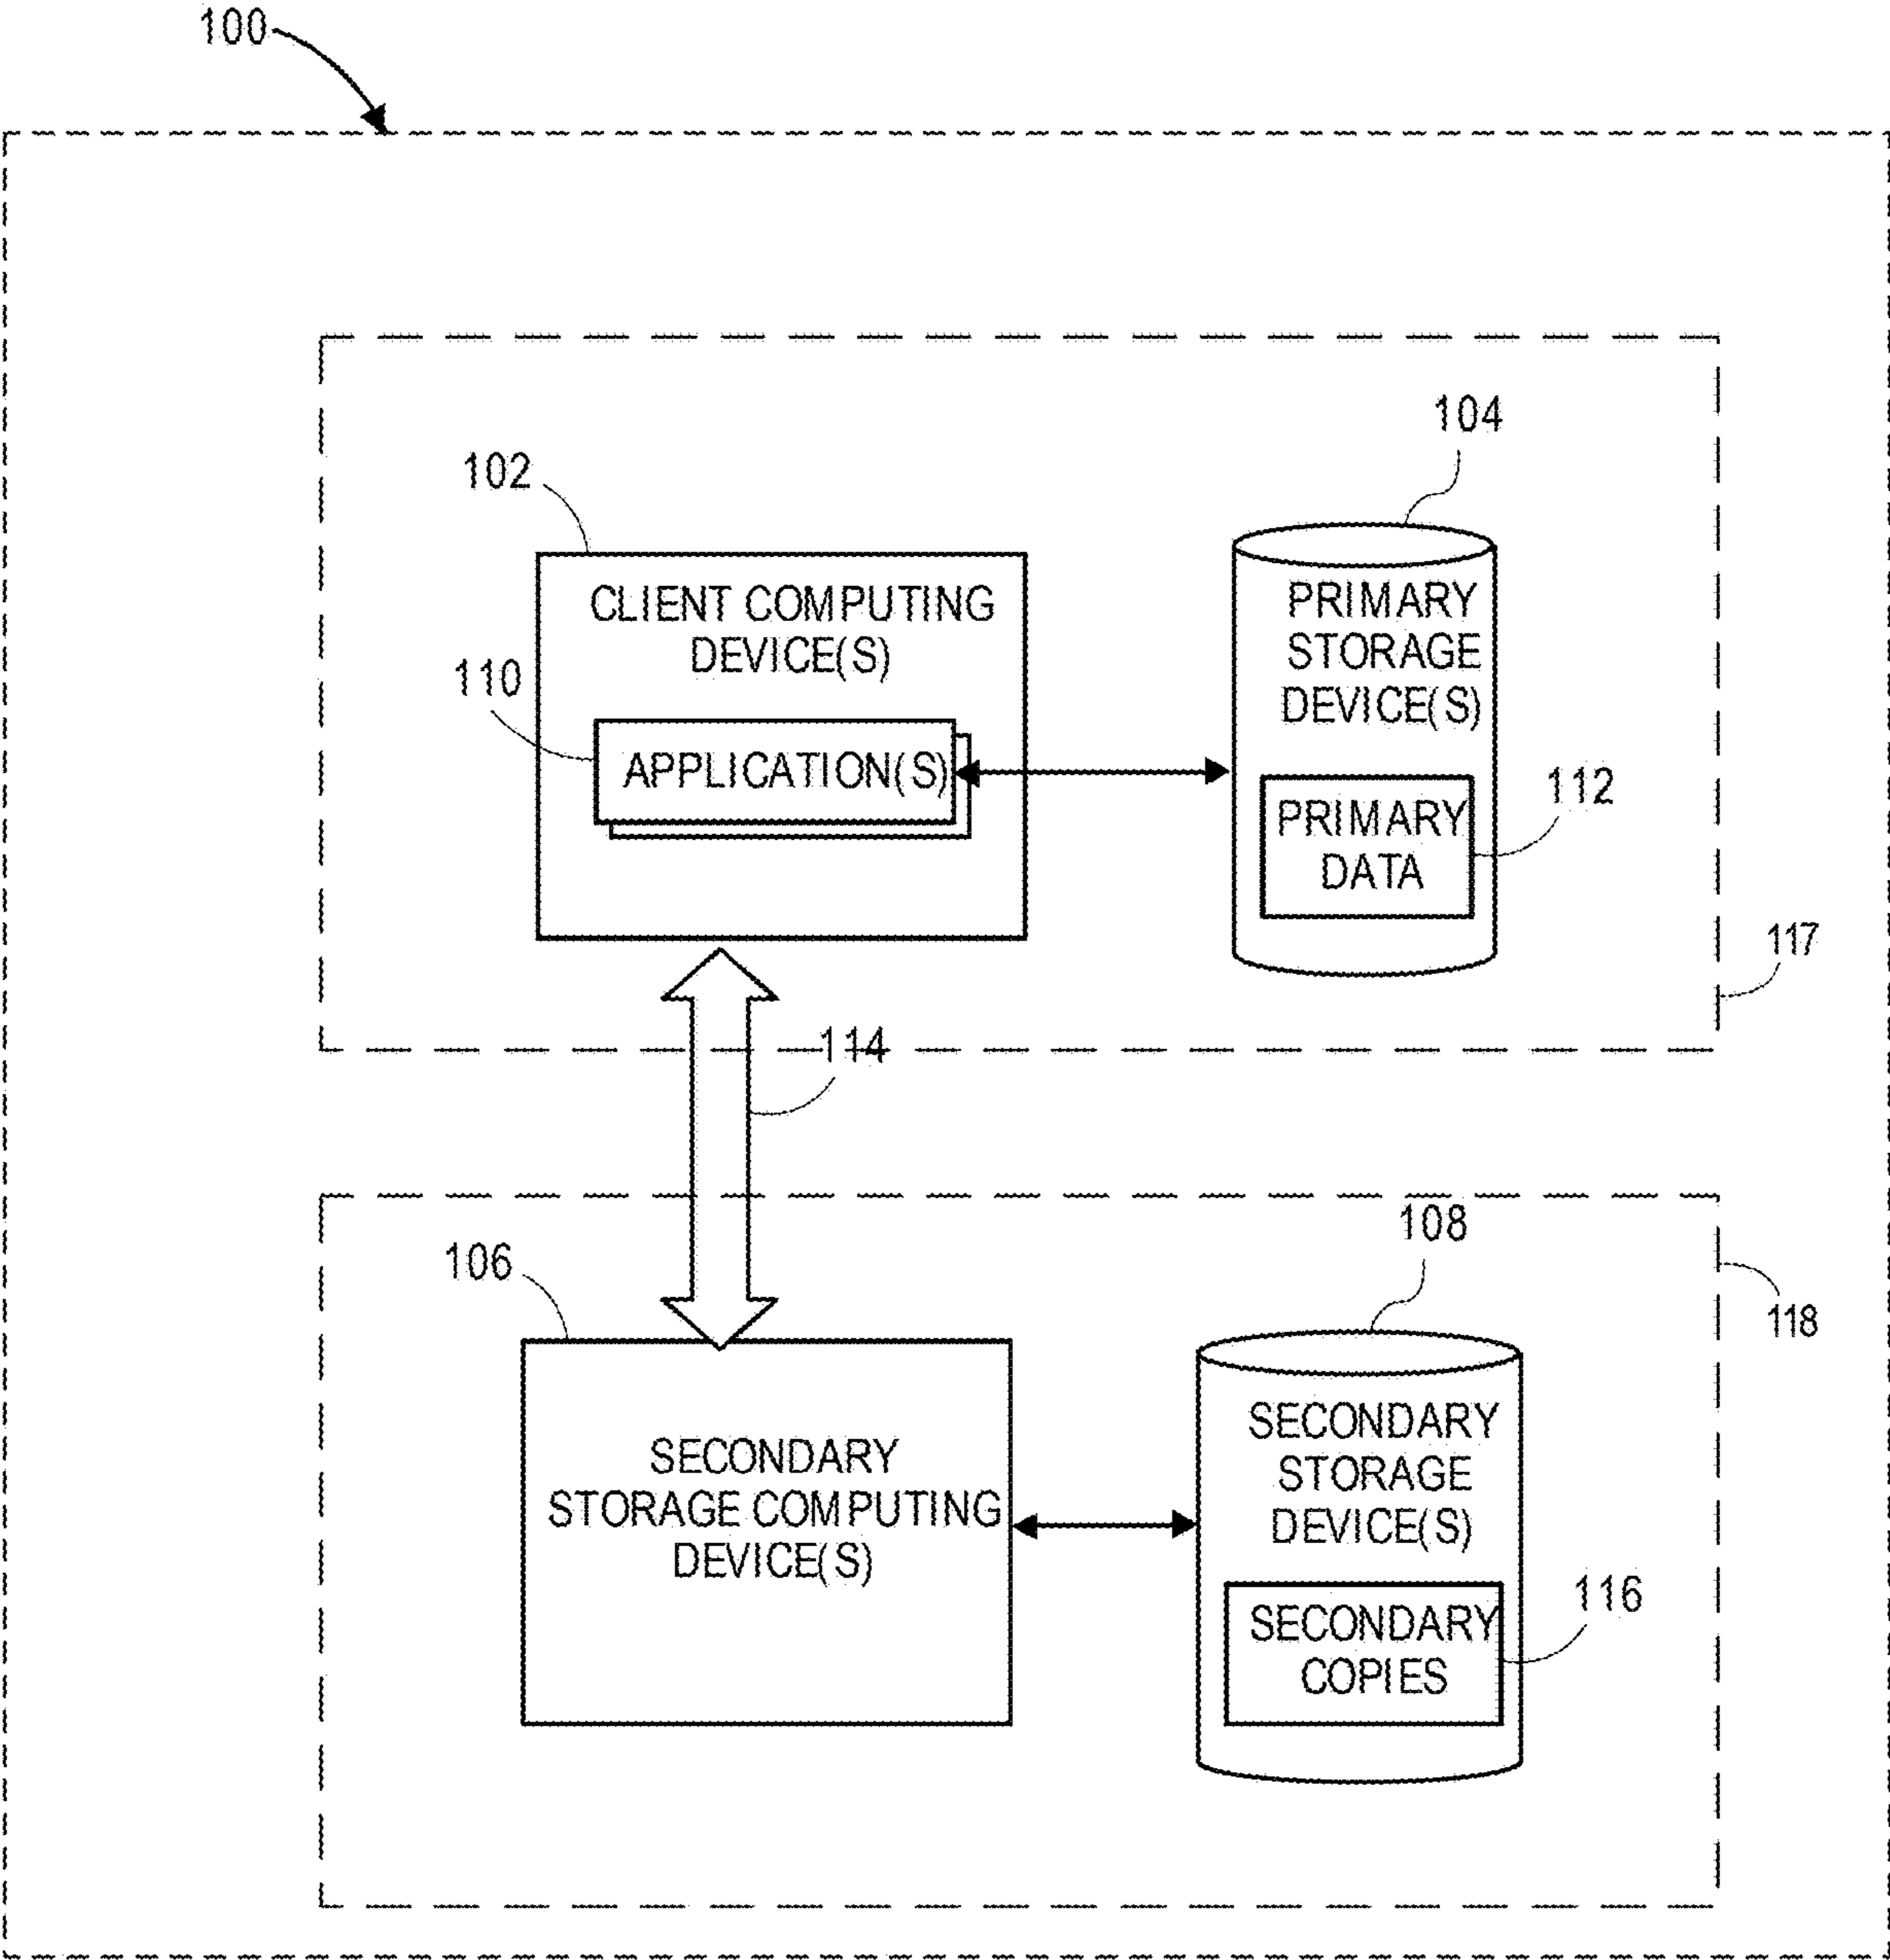 100
104
102
CLIENT COMPUTING
DEVICE(S)
110
APPLICATION(S)
PRIMARY
STORAGE
DEVICE(S)
PRIMARY
DATA
112
117
114
108
106
118
SECONDARY
STORAGE COMPUTING
DEVICE(S)
SECONDARY
STORAGE
DEVICE(S)
SECONDARY
COPIES
116